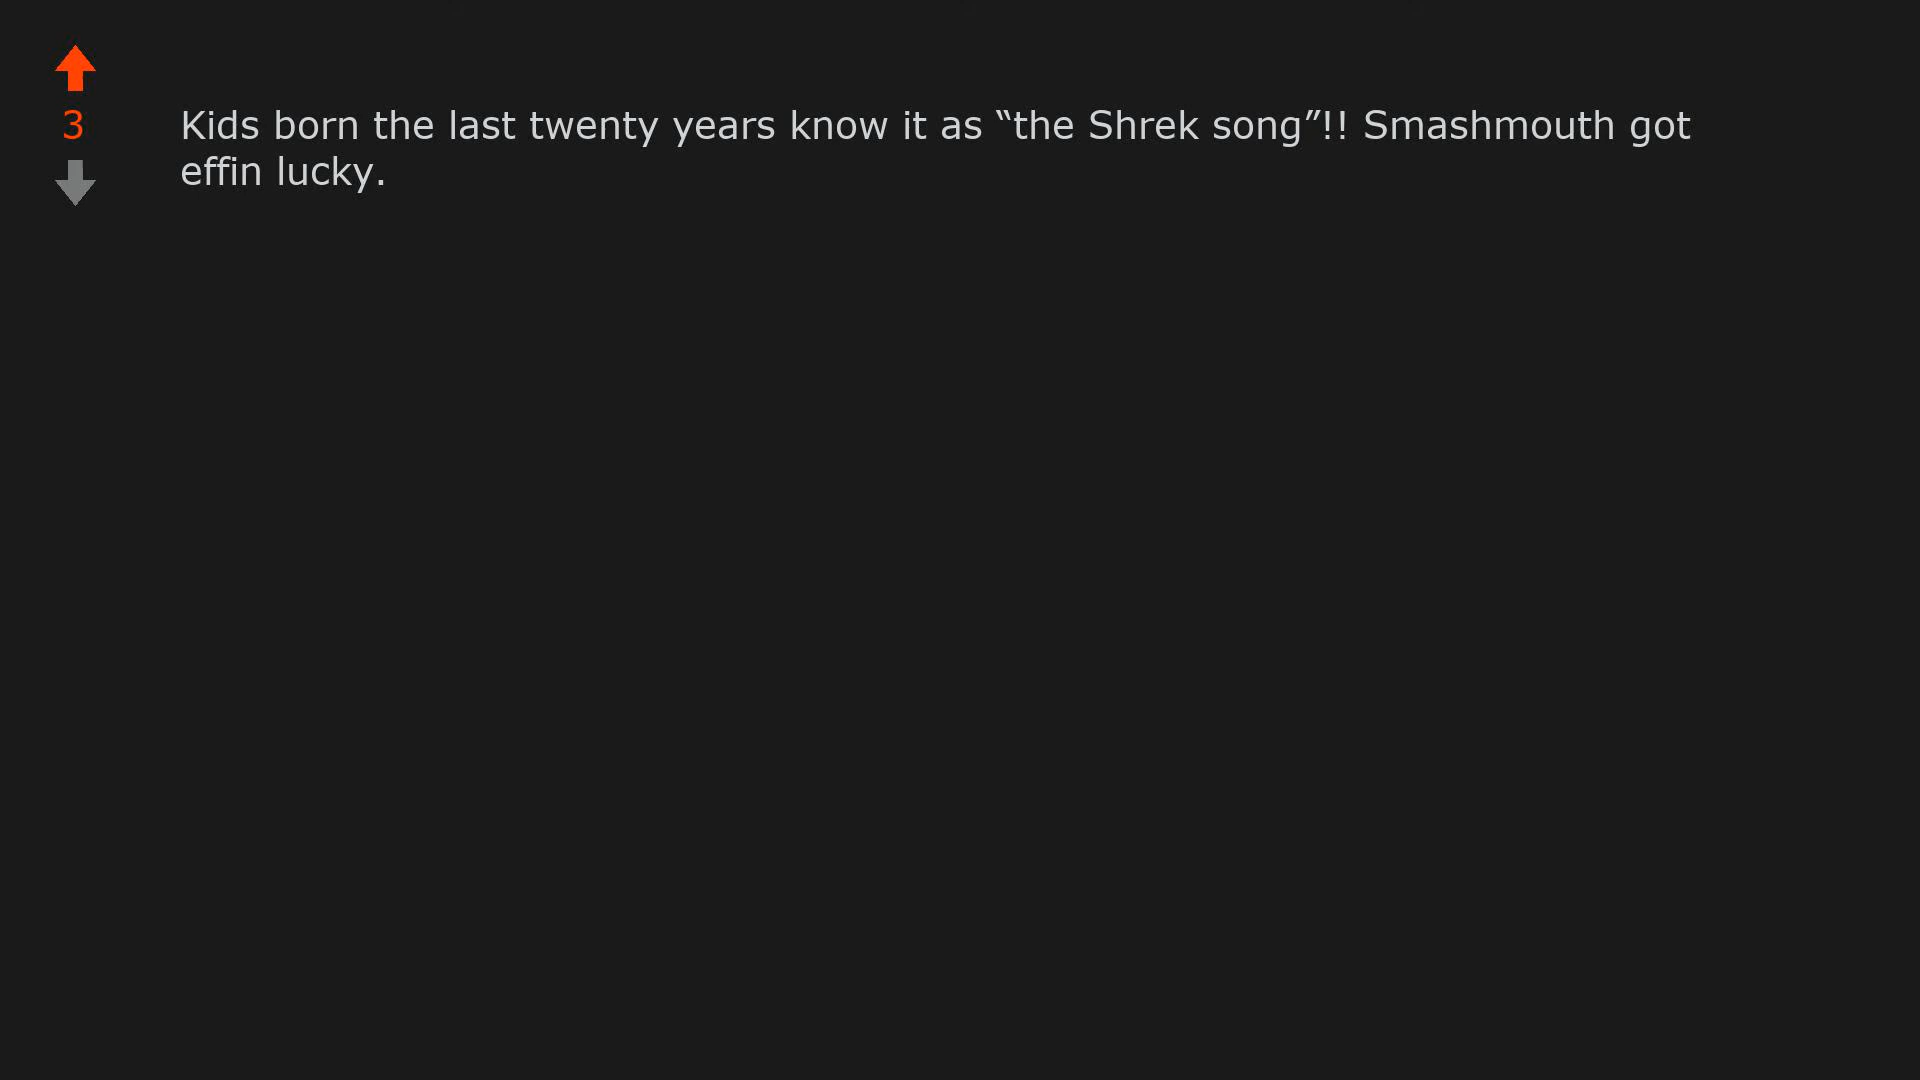 3
Kids born the last twenty years know it as “the Shrek song”!! Smashmouth got
effin lucky.